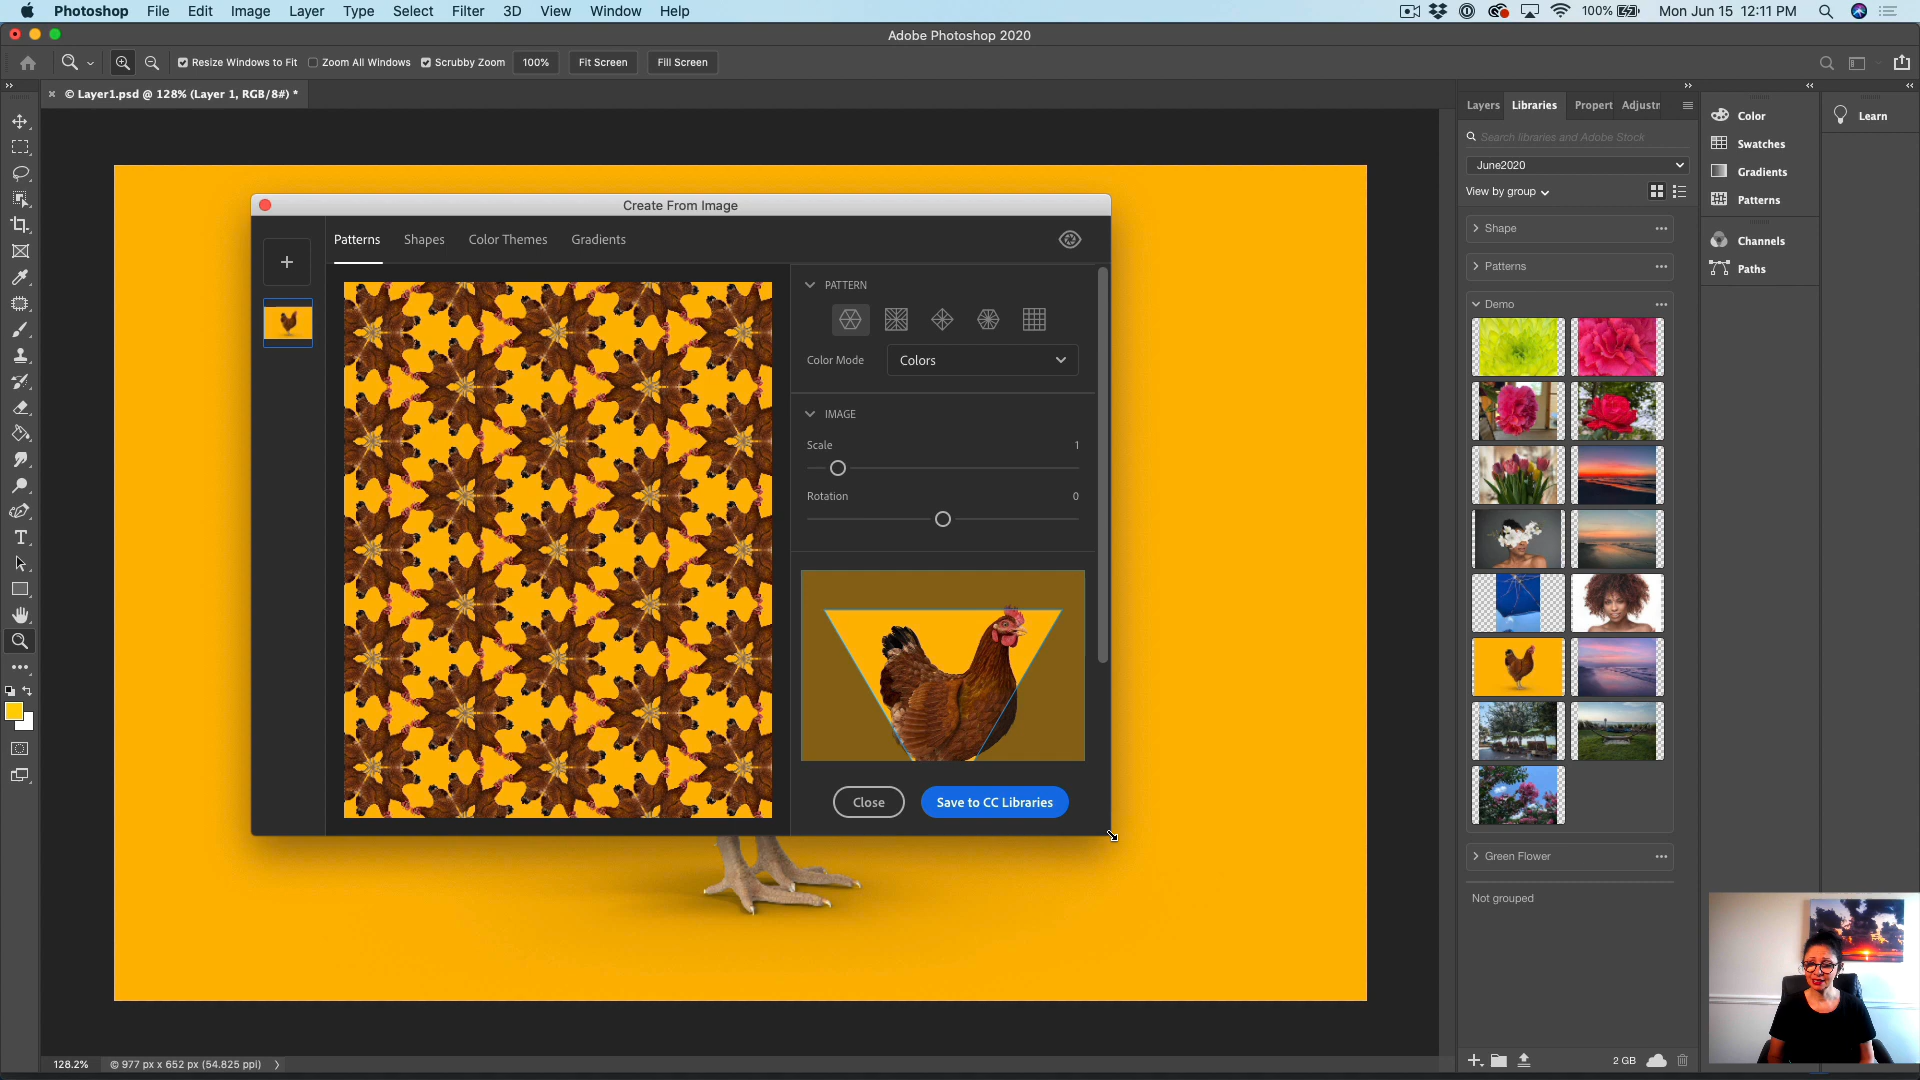 Photoshop File Edit Image Layer Type Select Filter 3D View Window Help 100% Mon Jun 15 12:11 PM
Adobe Photoshop 2020
Resize Windows to Fit Zoom All Windows Scrubby Zoom 100% Fit Screen Fill Screen
© Layer1.psd @ 128% (Layer 1, RGB/8#) *
Layers Libraries Propert Adjustr
Search libraries and Adobe Stock
June2020
View by group
Shape
Patterns
Demo
Green Flower
Not grouped
2 GB
Color
Swatches
Gradients
Patterns
Channels
Paths
Learn
Create From Image
Patterns Shapes Color Themes Gradients
PATTERN
Color Mode Colors
IMAGE
Scale 1
Rotation 0
Close Save to CC Libraries
128.2% © 977 px x 652 px (54.825 ppi)